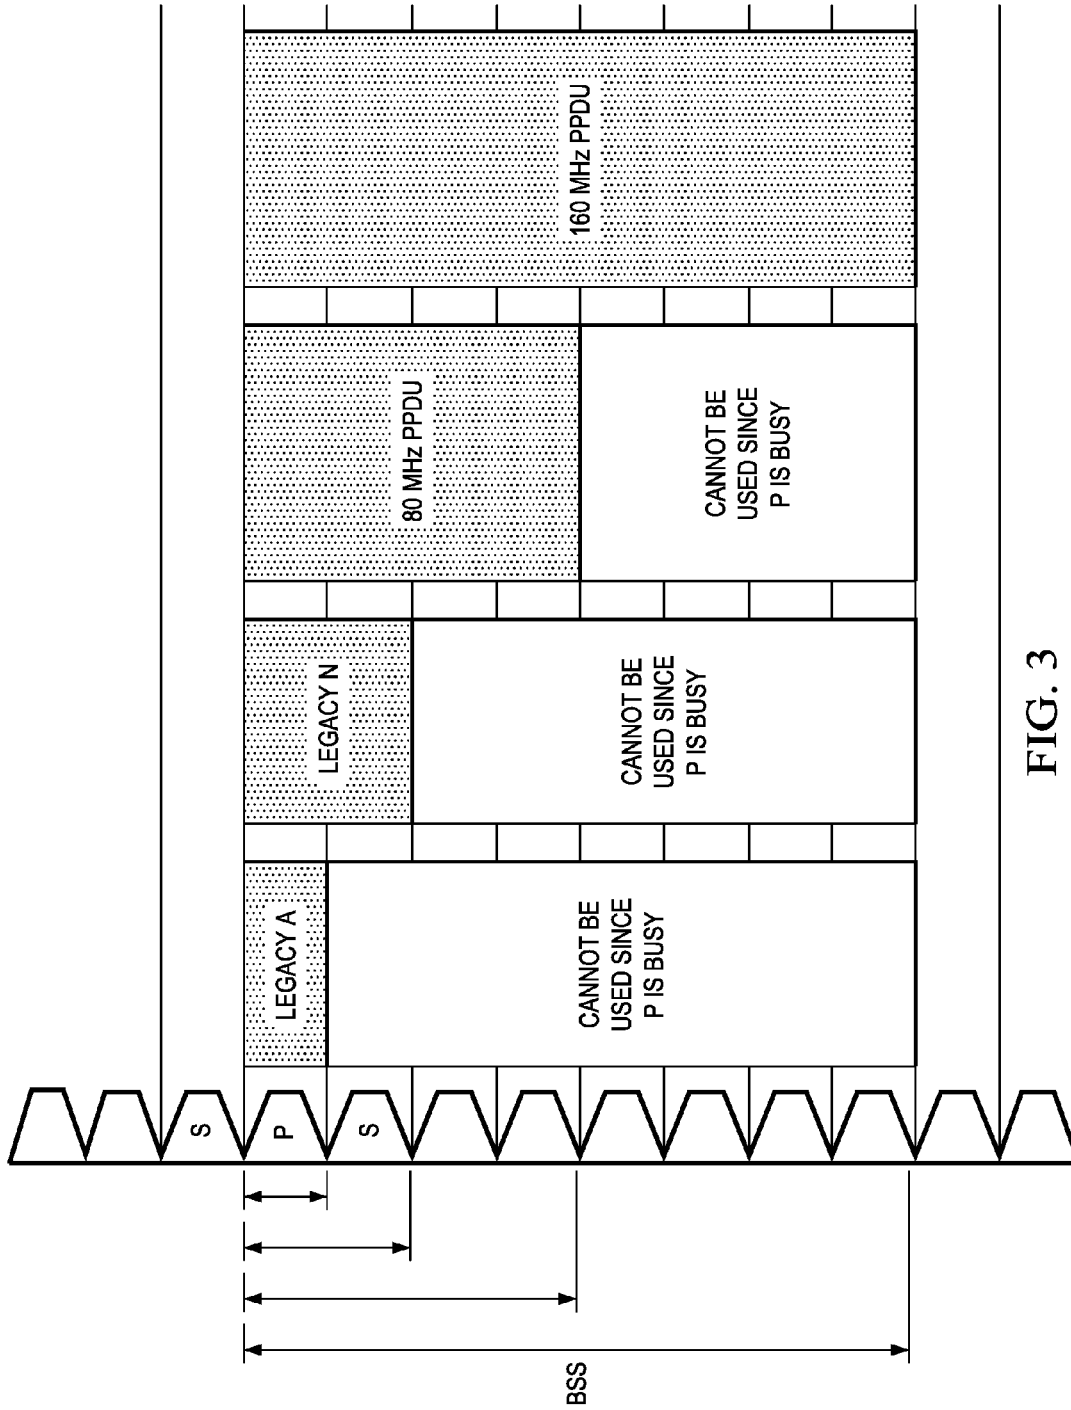 S
P
S
BSS
LEGACY A
CANNOT BE
USED SINCE
P IS BUSY
LEGACY N
CANNOT BE
USED SINCE
P IS BUSY
80 MHz PPDU
CANNOT BE
USED SINCE
P IS BUSY
160 MHz PPDU
FIG. 3